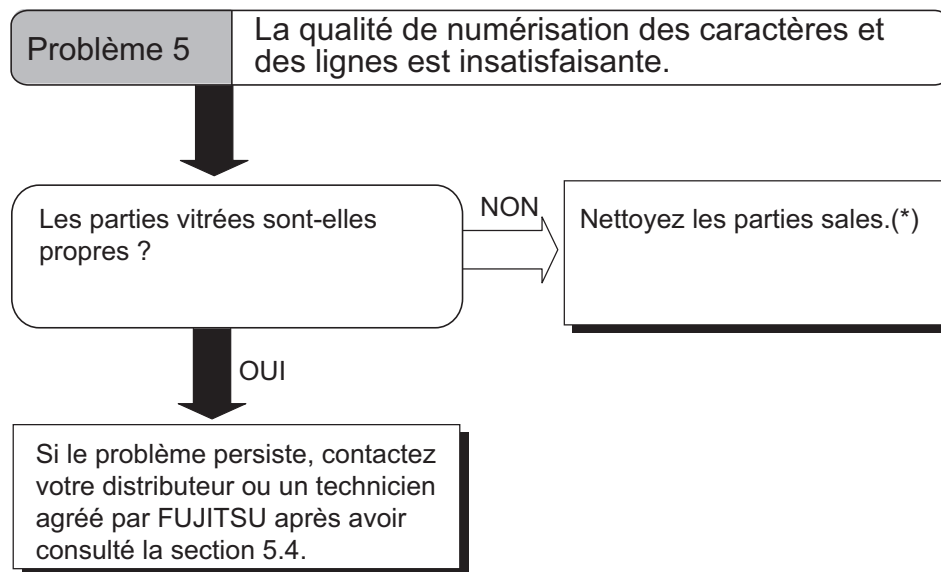 Problème 5
La qualité de numérisation des caractères et
des lignes est insatisfaisante.
Les parties vitrées sont-elles
propres ?
NON
Nettoyez les parties sales.(*)
OUI
Si le problème persiste, contactez
votre distributeur ou un technicien
agréé par FUJITSU après avoir
consulté la section 5.4.